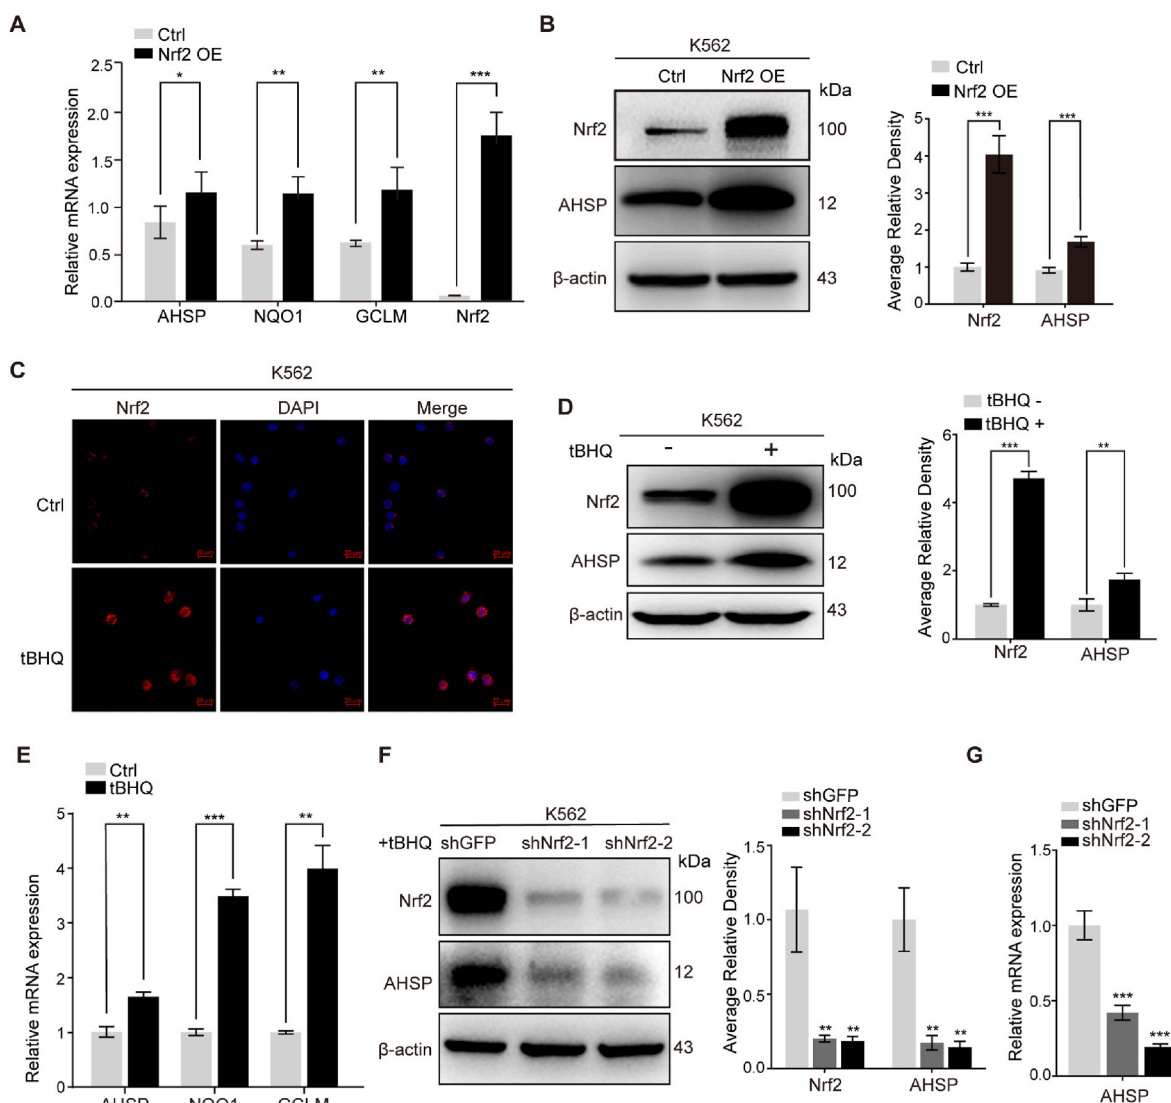 A
Ctrl
Nrf2 OE
Relative mRNA expression
2.5
2.0
1.5
1.0
0.5
0.0
*
**
**
***
AHSP
NQO1
GCLM
Nrf2
B
K562
Ctrl
Nrf2 OE
kDa
Nrf2
100
AHSP
12
β-actin
43
Ctrl
Nrf2 OE
Average Relative Density
6
5
4
3
2
1
0
***
***
Nrf2
AHSP
C
K562
Nrf2
DAPI
Merge
Ctrl
tBHQ
D
K562
tBHQ
-
+
kDa
Nrf2
100
AHSP
12
β-actin
43
tBHQ -
tBHQ +
Average Relative Density
6
4
2
0
***
**
Nrf2
AHSP
E
Ctrl
tBHQ
Relative mRNA expression
5
4
3
2
1
0
**
***
**
AHSP
NQO1
GCLM
F
K562
+tBHQ
shGFP
shNrf2-1
shNrf2-2
kDa
Nrf2
100
AHSP
12
β-actin
43
shGFP
shNrf2-1
shNrf2-2
Average Relative Density
1.5
1.0
0.5
0.0
**
**
**
**
Nrf2
AHSP
G
shGFP
shNrf2-1
shNrf2-2
Relative mRNA expression
1.5
1.0
0.5
0.0
***
***
AHSP